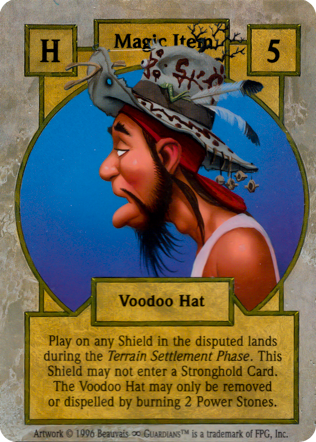 H
Magic Item
5
Voodoo Hat
Play on any Shield in the disputed lands
during the Terrain Settlement Phase. This
Shield may not enter a Stronghold Card.
The Voodoo Hat may only be removed
or dispelled by burning 2 Power Stones.
Artwork © 1996 Beauvais ∞ GUARDIANS™ is a trademark of FPG, Inc.